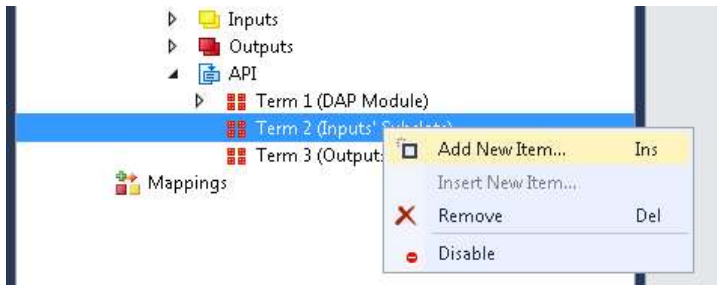 Inputs
Outputs
API
Term 1 (DAP Module)
Term 2 (Inputs'
Add New Item... Ins
Term 3 (Output
Insert New Item...
Mappings
Remove Del
Disable